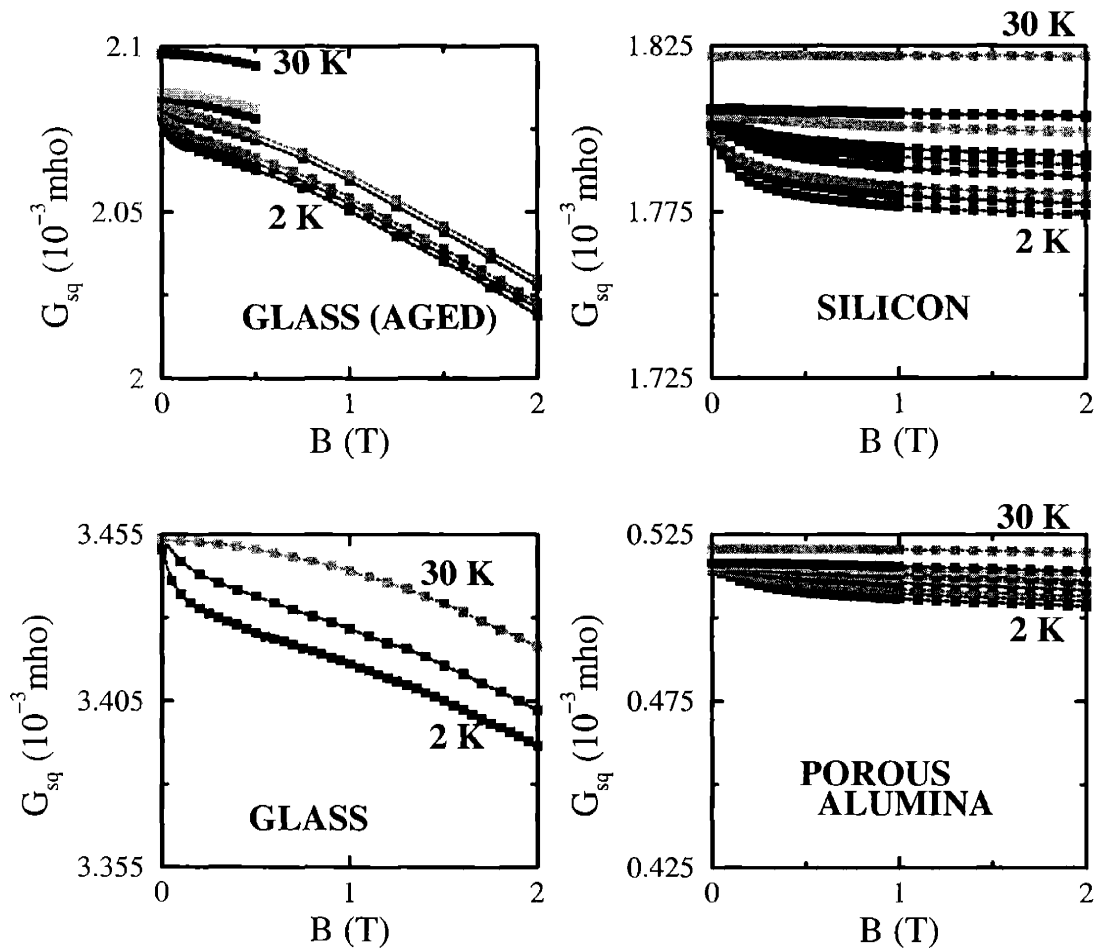 2.1
30 K
2.05
2 K
GLASS (AGED)
2
0
1
2
B (T)
G_sq (10^-3 mho)
30 K
1.825
1.775
2 K
SILICON
1.725
0
1
2
B (T)
G_sq (10^-3 mho)
3.455
30 K
3.405
2 K
GLASS
3.355
0
1
2
B (T)
G_sq (10^-3 mho)
30 K
0.525
2 K
0.475
POROUS
ALUMINA
0.425
0
1
2
B (T)
G_sq (10^-3 mho)